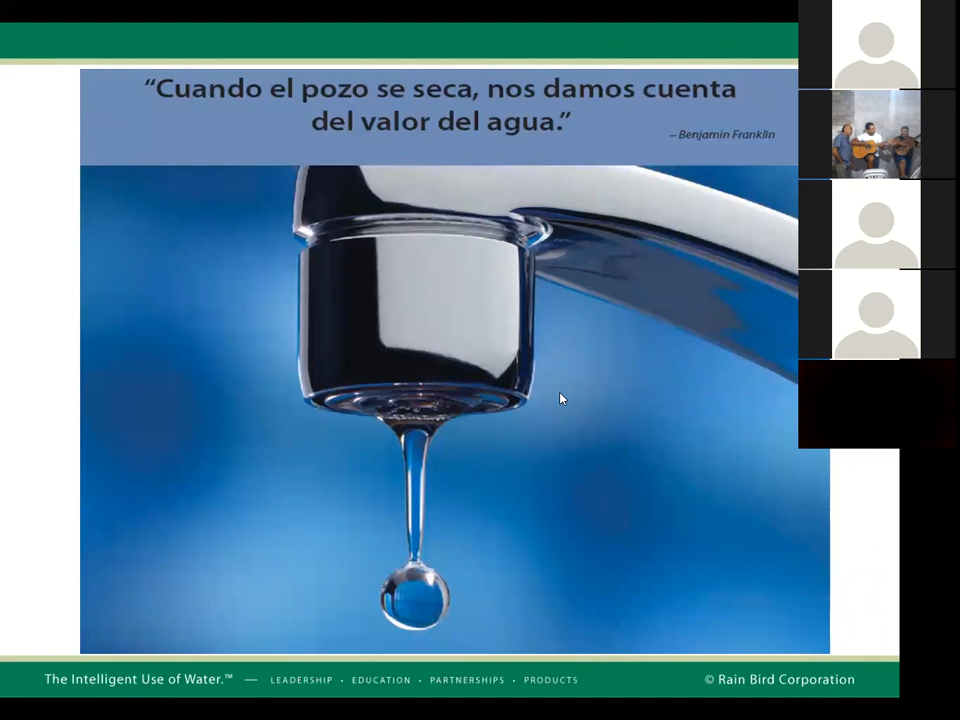 “Cuando el pozo se seca, nos damos cuenta
del valor del agua.”
– Benjamin Franklin
The Intelligent Use of Water.™ — LEADERSHIP • EDUCATION • PARTNERSHIPS • PRODUCTS
© Rain Bird Corporation